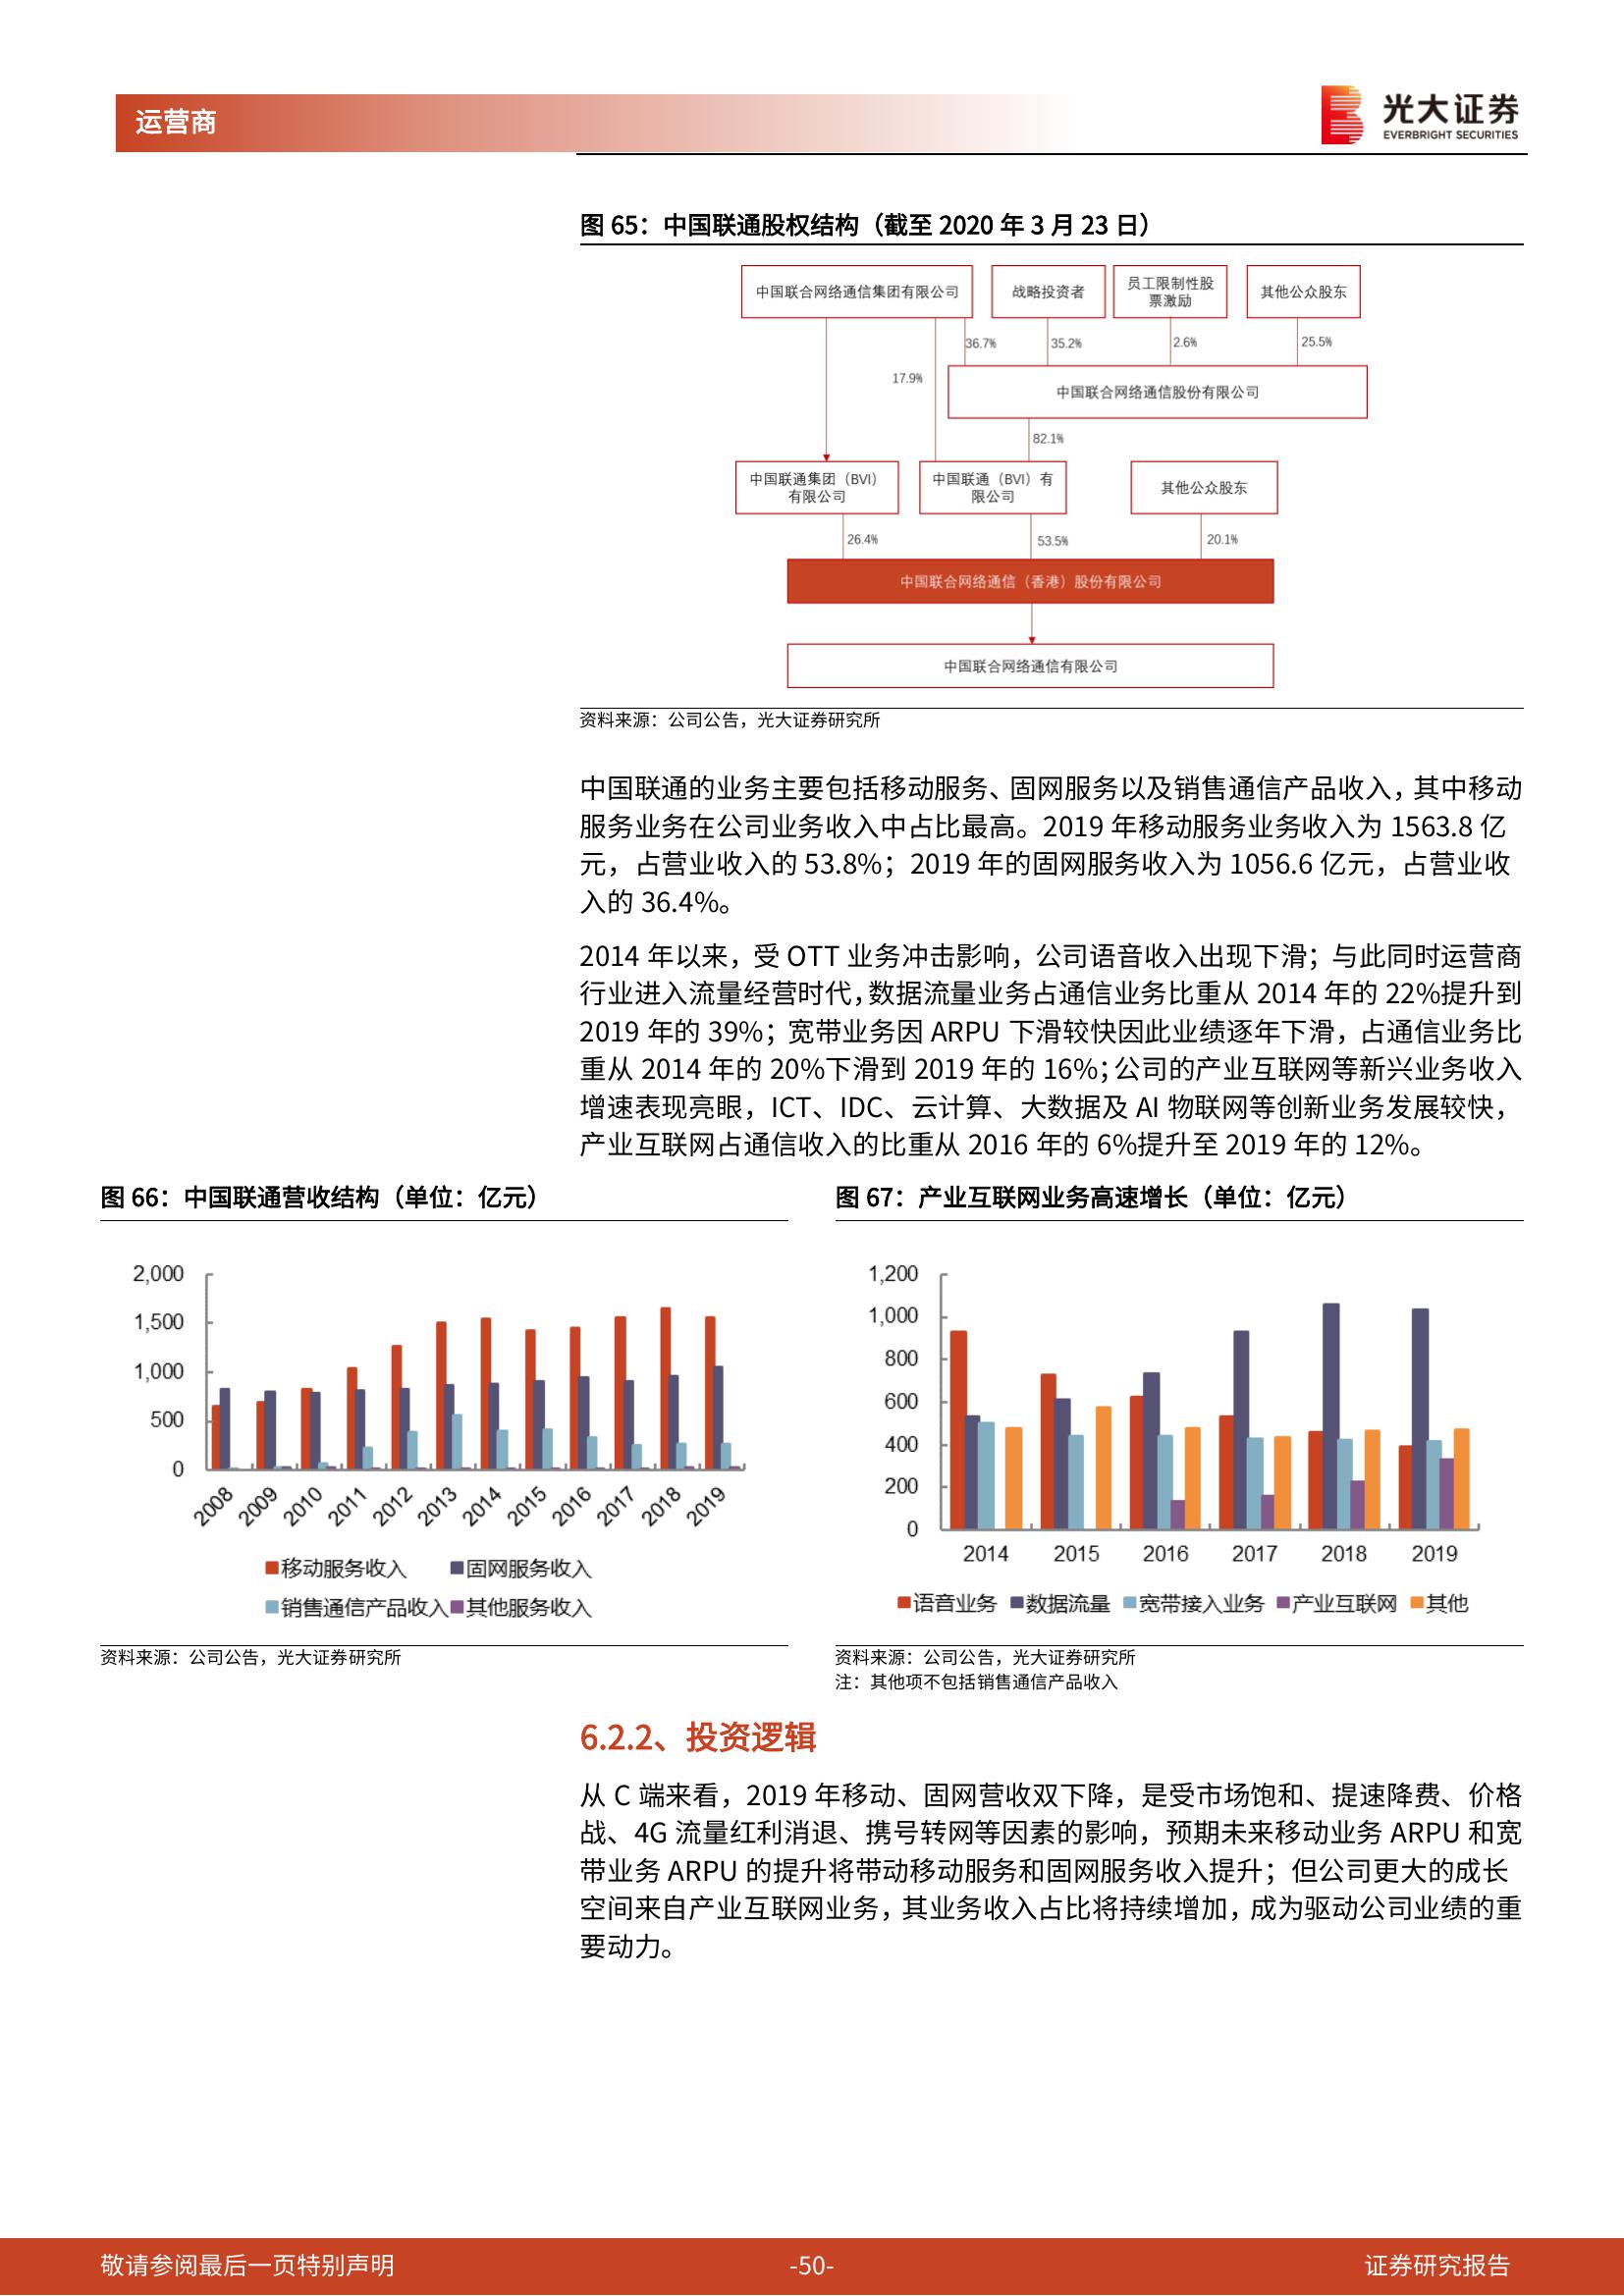 运营商
光大证券
EVERBRIGHT SECURITIES
图 65：中国联通股权结构（截至 2020 年 3 月 23 日）
中国联合网络通信集团有限公司
战略投资者
员工限制性股
票激励
其他公众股东
36.7%
35.2%
2.6%
25.5%
17.9%
中国联合网络通信股份有限公司
82.1%
中国联通集团（BVI）
有限公司
中国联通（BVI）有
限公司
其他公众股东
26.4%
53.5%
20.1%
中国联合网络通信（香港）股份有限公司
中国联合网络通信有限公司
资料来源：公司公告，光大证券研究所
中国联通的业务主要包括移动服务、固网服务以及销售通信产品收入，其中移动
服务业务在公司业务收入中占比最高。2019 年移动服务业务收入为 1563.8 亿
元，占营业收入的 53.8%；2019 年的固网服务收入为 1056.6 亿元，占营业收
入的 36.4%。
2014 年以来，受 OTT 业务冲击影响，公司语音收入出现下滑；与此同时运营商
行业进入流量经营时代，数据流量业务占通信业务比重从 2014 年的 22%提升到
2019 年的 39%；宽带业务因 ARPU 下滑较快因此业绩逐年下滑，占通信业务比
重从 2014 年的 20%下滑到 2019 年的 16%；公司的产业互联网等新兴业务收入
增速表现亮眼，ICT、IDC、云计算、大数据及 AI 物联网等创新业务发展较快，
产业互联网占通信收入的比重从 2016 年的 6%提升至 2019 年的 12%。
图 66：中国联通营收结构（单位：亿元）
2,000
1,500
1,000
500
0
2008 2009 2010 2011 2012 2013 2014 2015 2016 2017 2018 2019
移动服务收入 固网服务收入
销售通信产品收入 其他服务收入
资料来源：公司公告，光大证券研究所
图 67：产业互联网业务高速增长（单位：亿元）
1,200
1,000
800
600
400
200
0
2014 2015 2016 2017 2018 2019
语音业务 数据流量 宽带接入业务 产业互联网 其他
资料来源：公司公告，光大证券研究所
注：其他项不包括销售通信产品收入
6.2.2、投资逻辑
从 C 端来看，2019 年移动、固网营收双下降，是受市场饱和、提速降费、价格
战、4G 流量红利消退、携号转网等因素的影响，预期未来移动业务 ARPU 和宽
带业务 ARPU 的提升将带动移动服务和固网服务收入提升；但公司更大的成长
空间来自产业互联网业务，其业务收入占比将持续增加，成为驱动公司业绩的重
要动力。
敬请参阅最后一页特别声明
-50-
证券研究报告